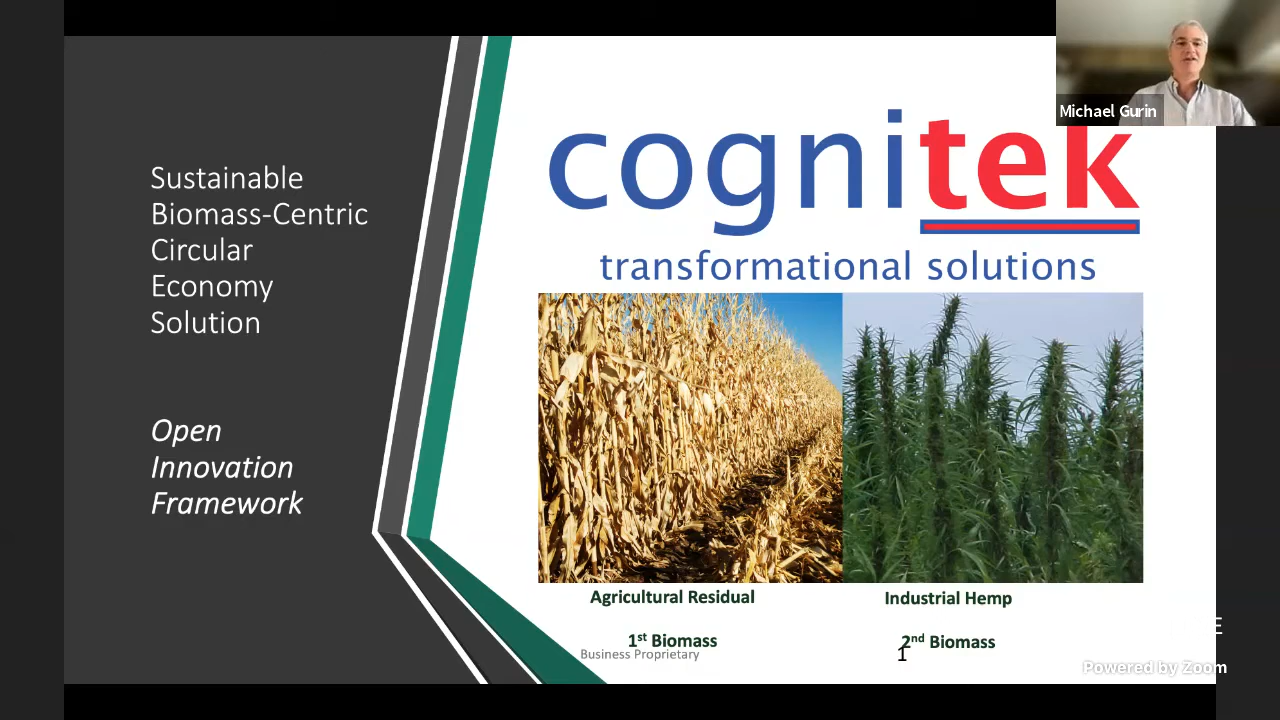 Michael Gurin
cognitek
transformational solutions
Sustainable
Biomass-Centric
Circular
Economy
Solution
Open
Innovation
Framework
Agricultural Residual
Industrial Hemp
1st Biomass
2nd Biomass
Business Proprietary
1
E
Powered by Zoom